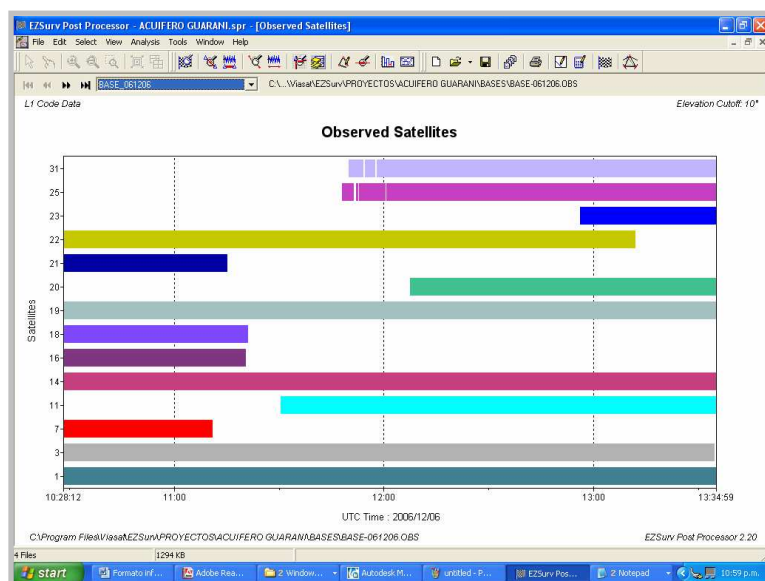 EZSurv Post Processor - ACUIFERO GUARANI.spr - [Observed Satellites]
File Edit Select View Analysis Tools Window Help
BASE_061206 C:\...\Viasat\EZSurv\PROYECTOS\ACUIFERO GUARANI\BASES\BASE-061206.OBS
L1 Code Data Elevation Cutoff: 10°
Observed Satellites
31
25
23
22
21
20
19
18
16
14
11
7
3
1
Satellites
10:28:12 11:00 12:00 13:00 13:34:59
UTC Time : 2006/12/06
C:\Program Files\Viasat\EZSurv\PROYECTOS\ACUIFERO GUARANI\BASES\BASE-061206.OBS EZSurv Post Processor 2.20
4 Files 1294 KB
start Formato inf... Adobe Rea... 2 Window... Autodesk M... untitled - P... EZSurv Pos... 2 Notepad 10:59 p.m.